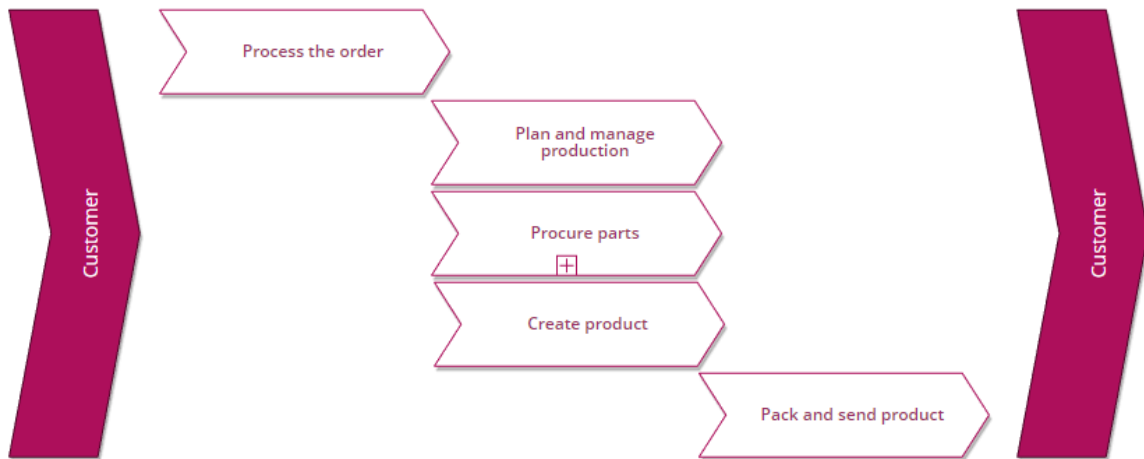 Customer
Process the order
Plan and manage
production
Procure parts
Create product
Pack and send product
Customer